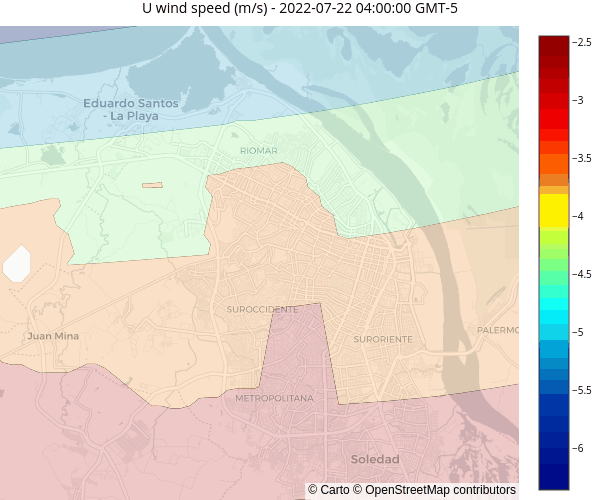 U wind speed (m/s) - 2022-07-22 04:00:00 GMT-5
−2.5
−3
−3.5
−4
−4.5
−5
−5.5
−6
Eduardo Santos
- La Playa
RIOMAR
SUROCCIDENTE
Juan Mina
SURORIENTE
PALERMO
METROPOLITANA
Soledad
© Carto © OpenStreetMap contributors